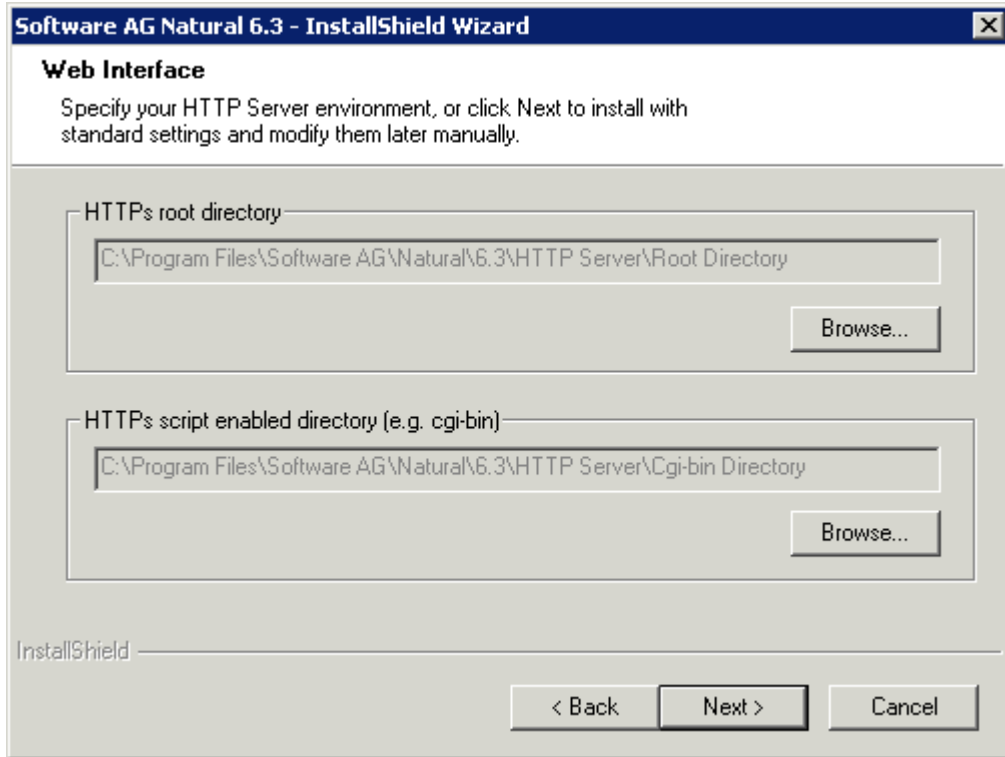 Software AG Natural 6.3 - InstallShield Wizard
Web Interface
Specify your HTTP Server environment, or click Next to install with
standard settings and modify them later manually.
HTTPs root directory
C:\Program Files\Software AG\Natural\6.3\HTTP Server\Root Directory
Browse...
HTTPs script enabled directory (e.g. cgi-bin)
C:\Program Files\Software AG\Natural\6.3\HTTP Server\Cgi-bin Directory
Browse...
InstallShield
< Back Next > Cancel